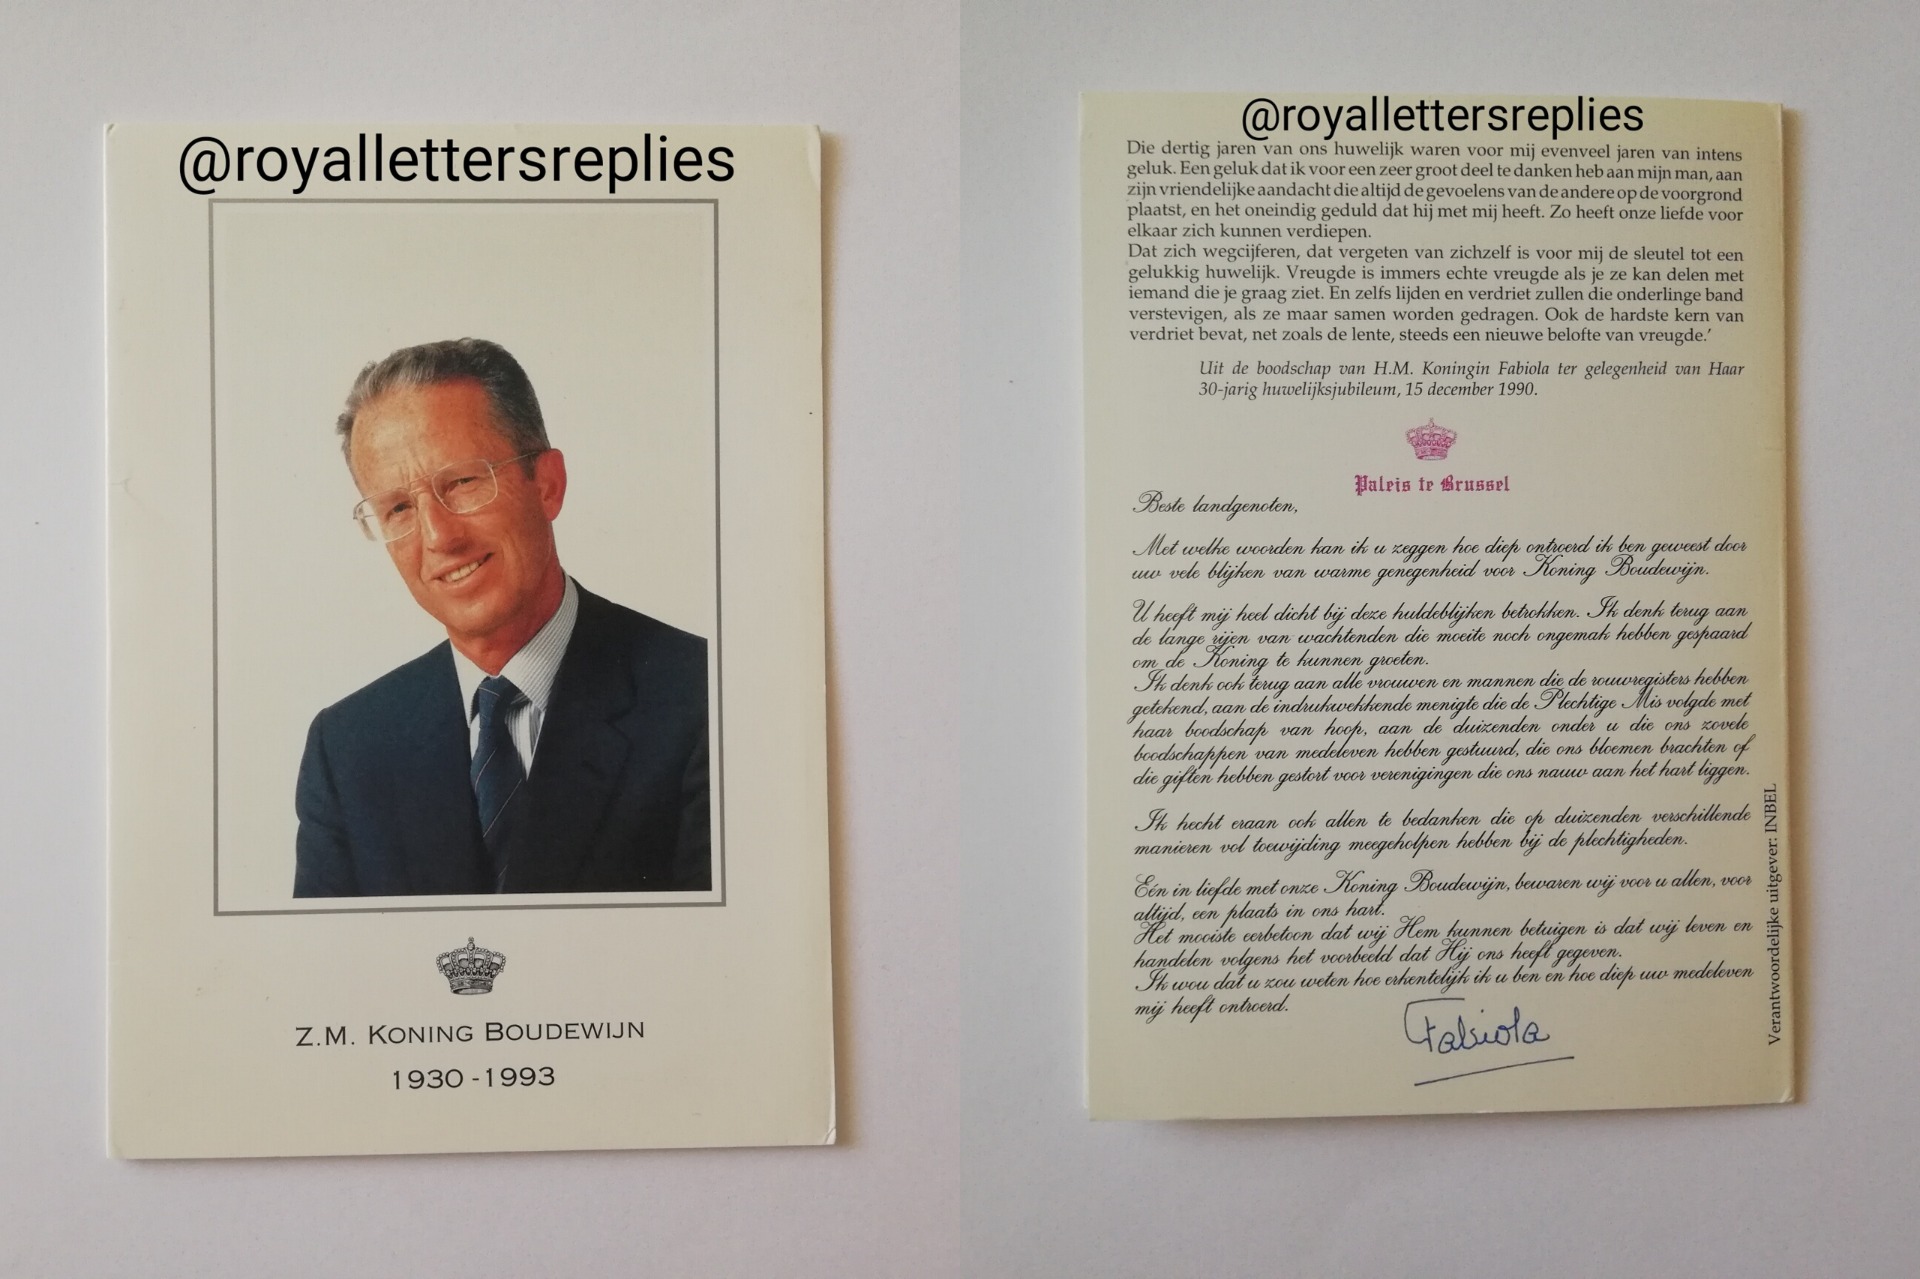 @royallettersreplies
Z.M. KONING BOUDEWIJN
1930 - 1993
@royallettersreplies
Die dertig jaren van ons huwelijk waren voor mij evenveel jaren van intens
geluk. Een geluk dat ik voor een zeer groot deel te danken heb aan mijn man, aan
zijn vriendelijke aandacht die altijd de gevoelens van de andere op de voorgrond
plaatst, en het oneindig geduld dat hij met mij heeft. Zo heeft onze liefde voor
elkaar zich kunnen verdiepen.
Dat zich wegcijferen, dat vergeten van zichzelf is voor mij de sleutel tot een
gelukkig huwelijk. Vreugde is immers echte vreugde als je ze kan delen met
iemand die je graag ziet. En zelfs lijden en verdriet zullen die onderlinge band
verstevigen, als ze maar samen worden gedragen. Ook de hardste kern van
verdriet bevat, net zoals de lente, steeds een nieuwe belofte van vreugde.'
Uit de boodschap van H.M. Koningin Fabiola ter gelegenheid van Haar
30-jarig huwelijksjubileum, 15 december 1990.
Paleis te Brussel
Beste landgenoten,
Met welke woorden kan ik u zeggen hoe diep ontroerd ik ben geweest door
uw vele blijken van warme genegenheid voor Koning Boudewijn.
U heeft mij heel dicht bij deze huldeblijken betrokken. Ik denk terug aan
de lange rijen van wachtenden die moeite noch ongemak hebben gespaard
om de Koning te kunnen groeten.
Ik denk ook terug aan alle vrouwen en mannen die de rouwregisters hebben
getekend, aan de indrukwekkende menigte die de Plechtige Mis volgde met
haar boodschap van hoop, aan de duizenden onder u die ons zovele
boodschappen van medeleven hebben gestuurd, die ons bloemen brachten of
die giften hebben gestort voor verenigingen die ons nauw aan het hart liggen.
Ik hecht eraan ook allen te bedanken die op duizenden verschillende
manieren vol toewijding meegeholpen hebben bij de plechtigheden.
Eén in liefde met onze Koning Boudewijn, bewaren wij voor u allen, voor
altijd, een plaats in ons hart.
Het mooiste eerbetoon dat wij Hem kunnen betuigen is dat wij leven en
handelen volgens het voorbeeld dat Hij ons heeft gegeven.
Ik wou dat u zou weten hoe erkentelijk ik u ben en hoe diep uw medeleven
mij heeft ontroerd.
Fabiola
Verantwoordelijke uitgever: INBEL